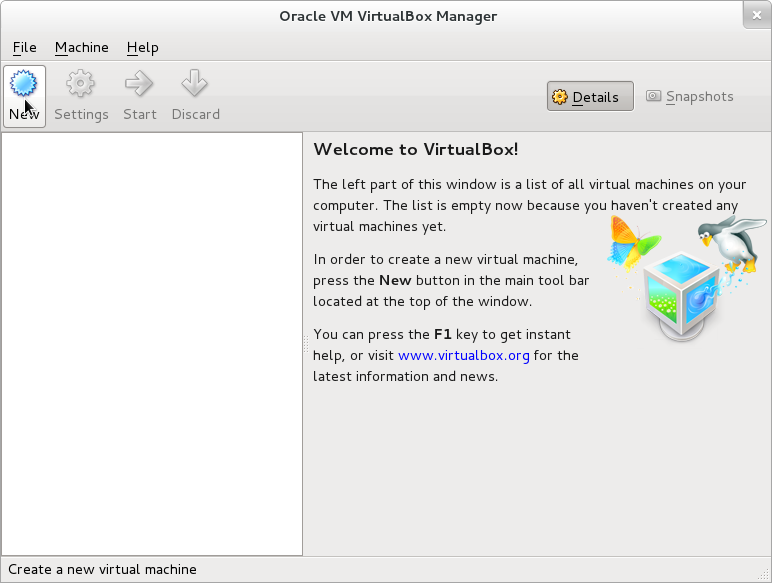 Oracle VM VirtualBox Manager
File Machine Help
New Settings Start Discard Details Snapshots
Welcome to VirtualBox!
The left part of this window is a list of all virtual machines on your
computer. The list is empty now because you haven't created any
virtual machines yet.
In order to create a new virtual machine,
press the New button in the main tool bar
located at the top of the window.
You can press the F1 key to get instant
help, or visit www.virtualbox.org for the
latest information and news.
Create a new virtual machine